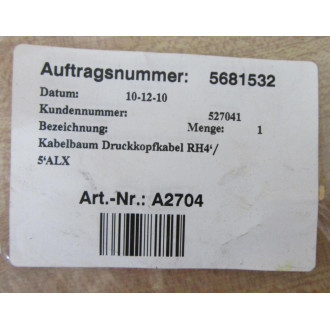 Auftragsnummer: 5681532
Datum: 10-12-10
Kundennummer: 527041
Bezeichnung: Menge: 1
Kabelbaum Druckkopfkabel RH4'/
5'ALX
Art.-Nr.: A2704